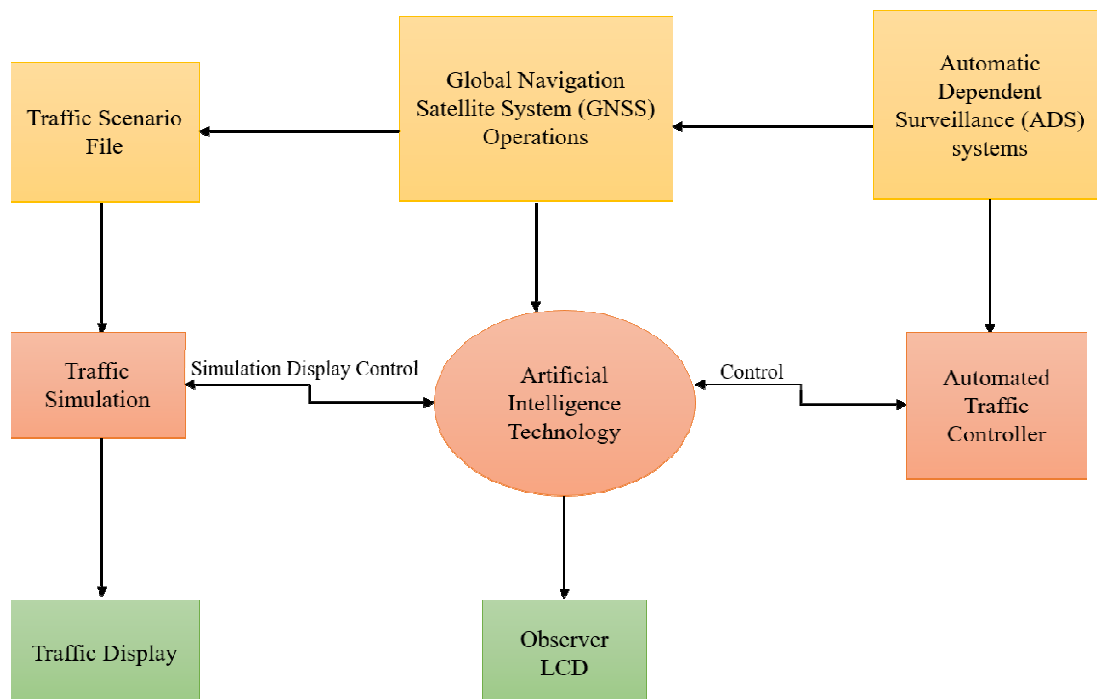 Traffic Scenario
File
Global Navigation
Satellite System (GNSS)
Operations
Automatic
Dependent
Surveillance (ADS)
systems
Traffic
Simulation
Simulation Display Control
Artificial
Intelligence
Technology
Control
Automated
Traffic
Controller
Traffic Display
Observer
LCD